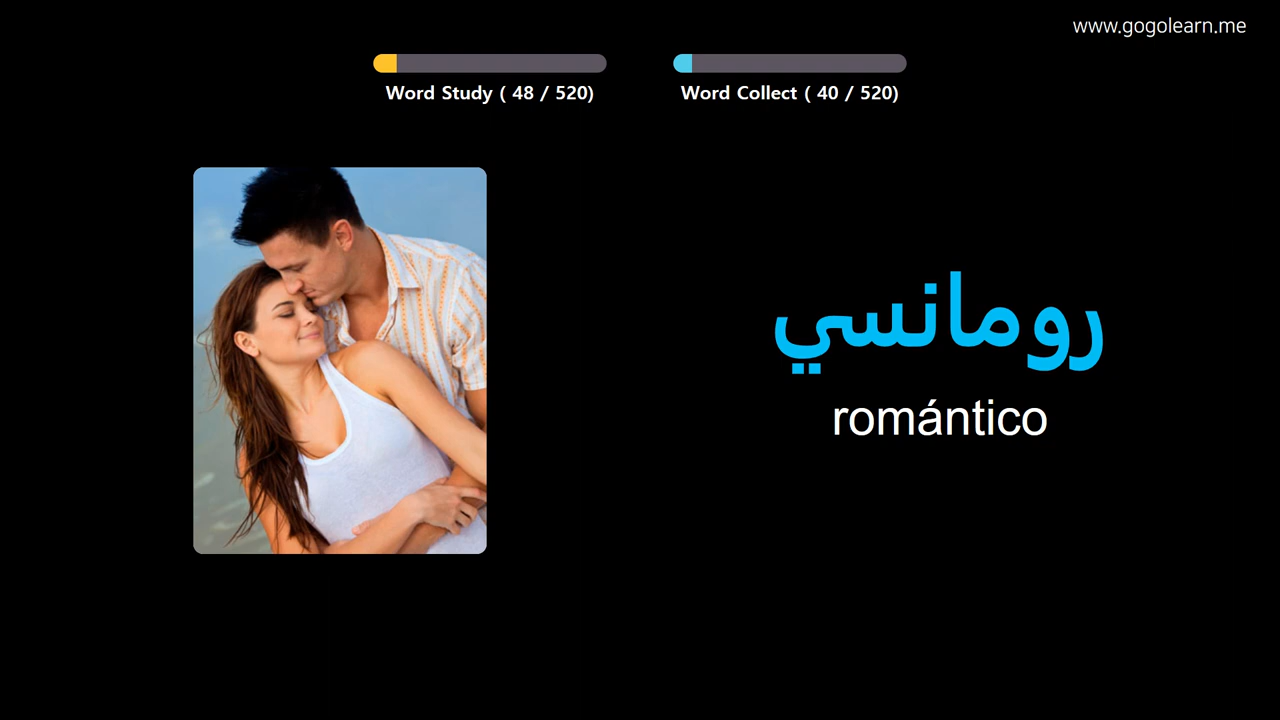 www.gogolearn.me
Word Study ( 48 / 520)
Word Collect ( 40 / 520)
رومانسي
romántico